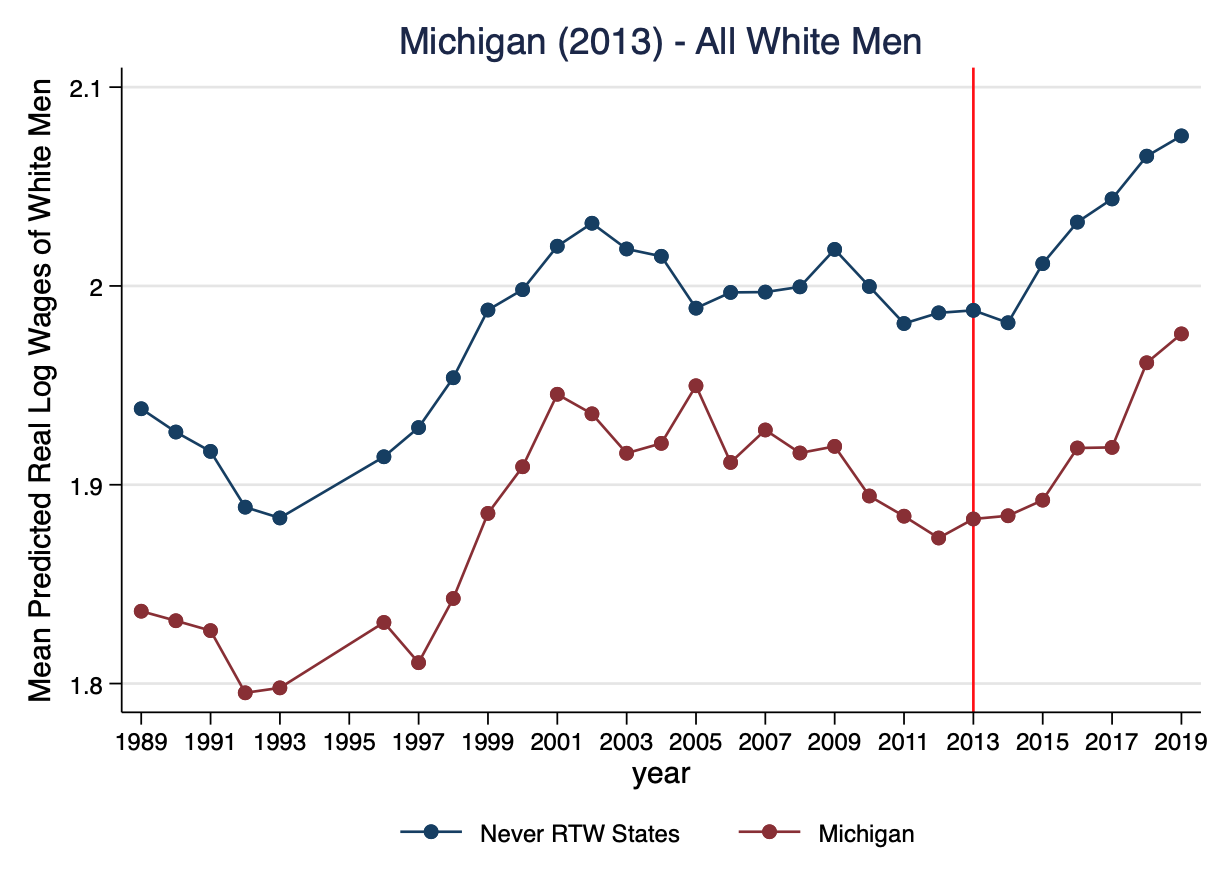 Michigan (2013) - All White Men
Mean Predicted Real Log Wages of White Men
2.1
2
1.9
1.8
1989 1991 1993 1995 1997 1999 2001 2003 2005 2007 2009 2011 2013 2015 2017 2019
year
Never RTW States Michigan